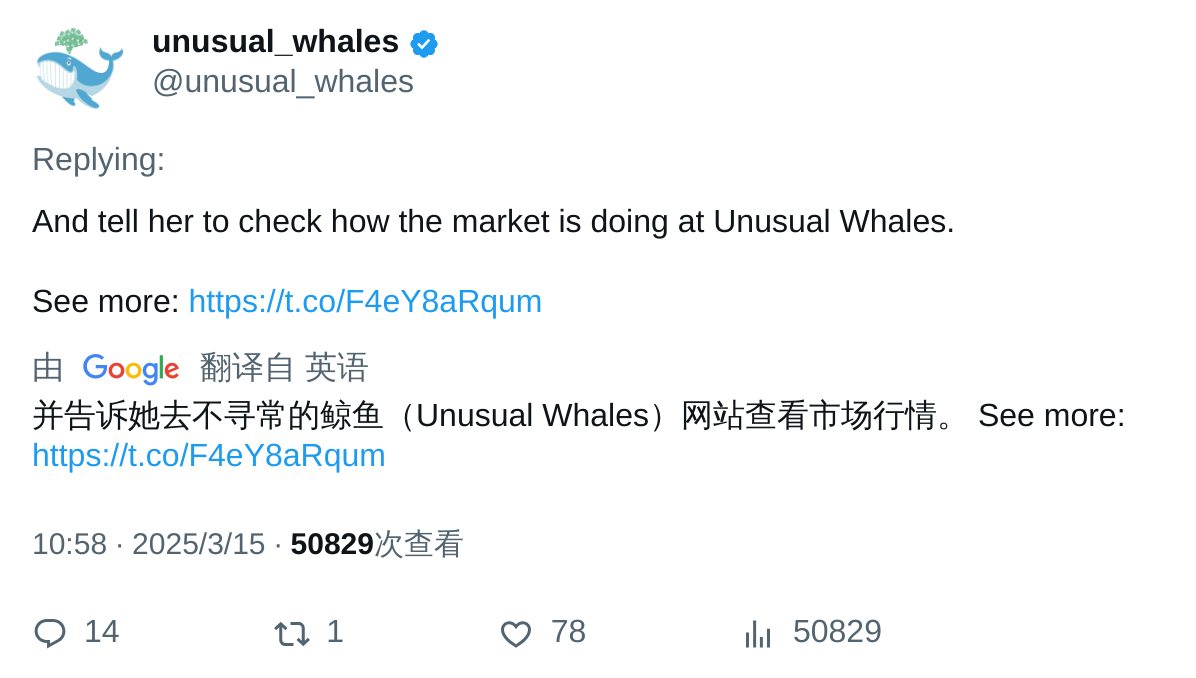 unusual_whales
@unusual_whales
Replying:
And tell her to check how the market is doing at Unusual Whales.
See more: https://t.co/F4eY8aRqum
由 Google 翻译自 英语
并告诉她去不寻常的鲸鱼（Unusual Whales）网站查看市场行情。 See more:
https://t.co/F4eY8aRqum
10:58 · 2025/3/15 · 50829次查看
14 1 78 50829